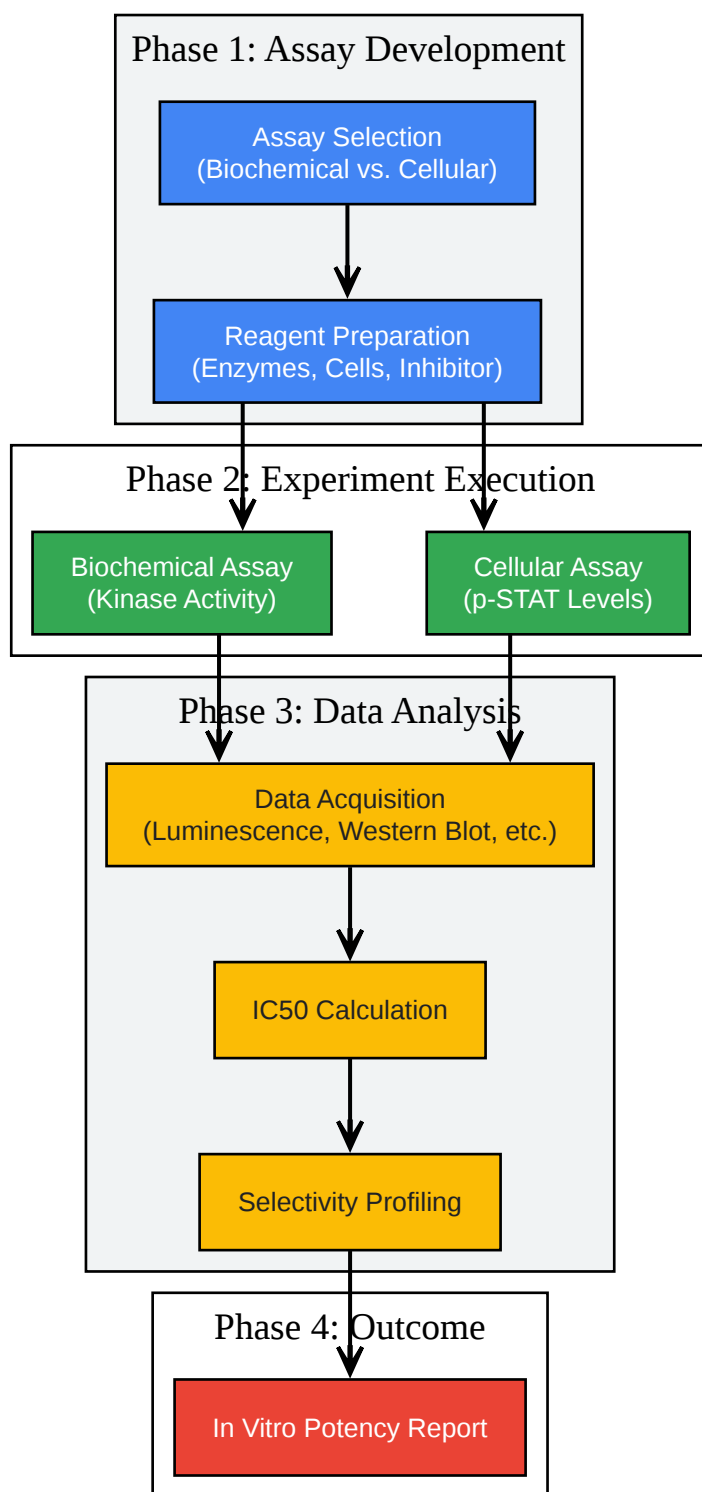 Phase 1: Assay Development
Assay Selection
(Biochemical vs. Cellular)
Reagent Preparation
(Enzymes, Cells, Inhibitor)
Phase 2: Experiment Execution
Biochemical Assay
(Kinase Activity)
Cellular Assay
(p-STAT Levels)
Phase 3: Data Analysis
Data Acquisition
(Luminescence, Western Blot, etc.)
IC50 Calculation
Selectivity Profiling
Phase 4: Outcome
In Vitro Potency Report